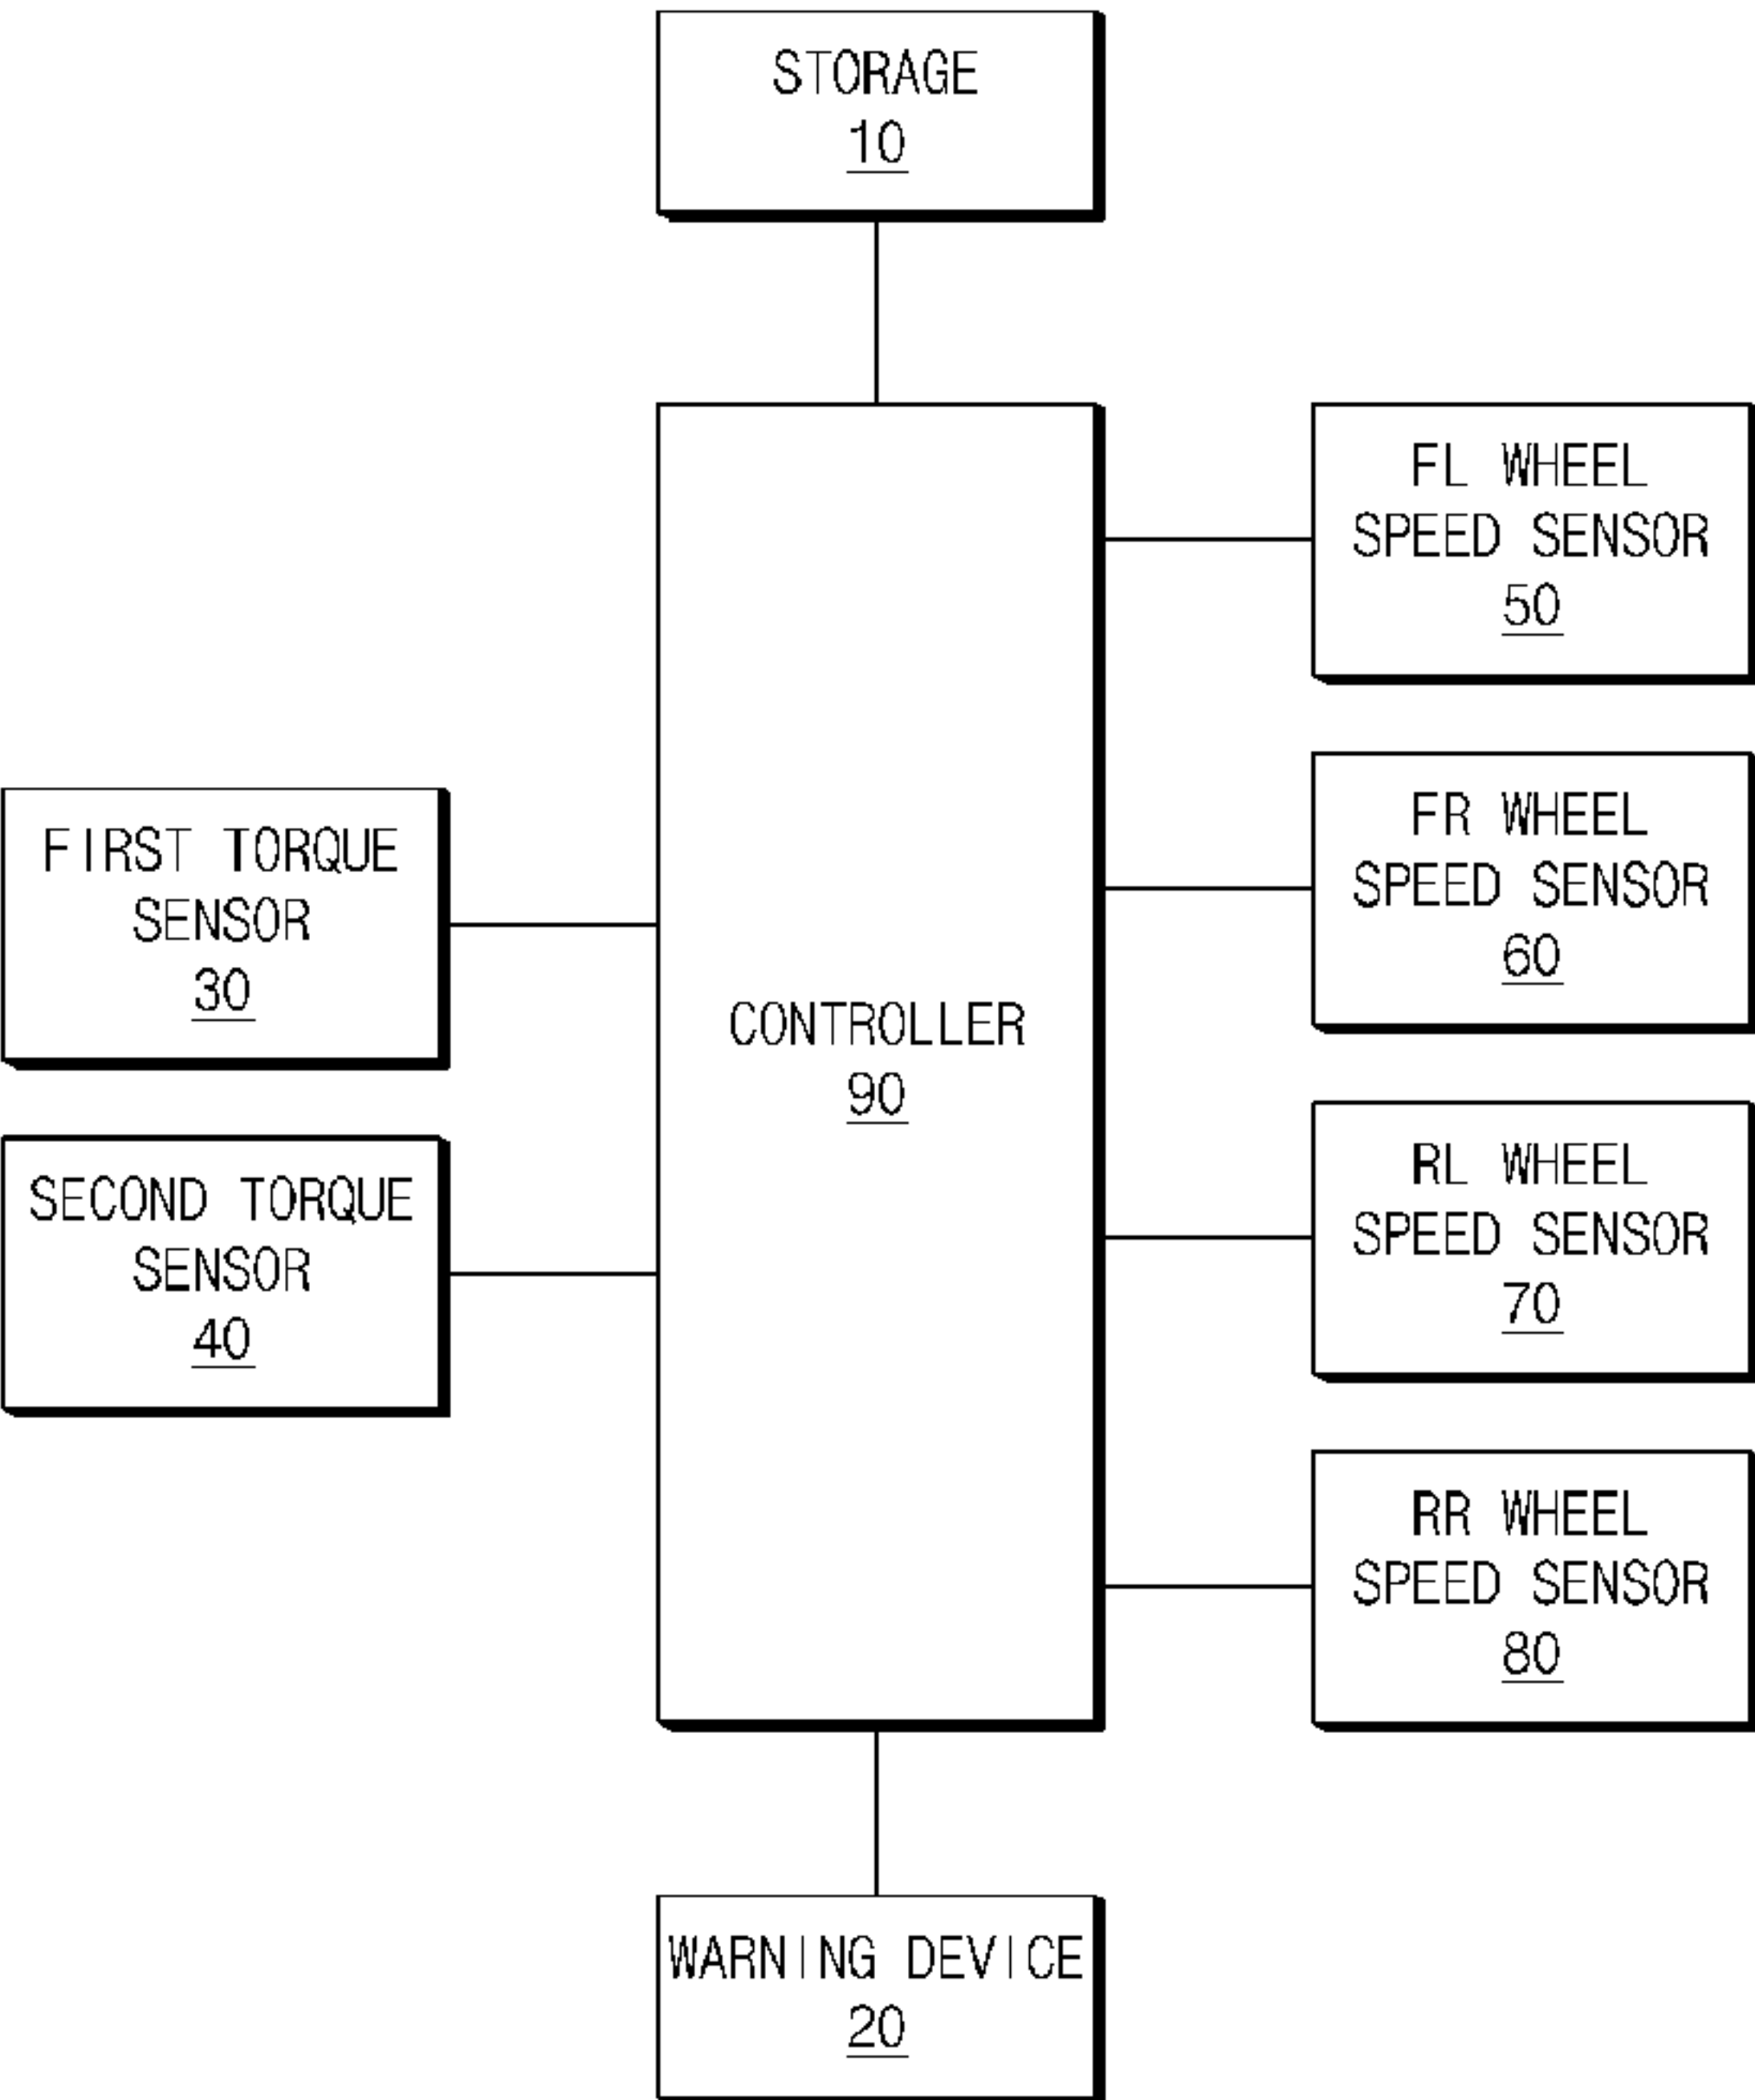 STORAGE
10
FIRST TORQUE
SENSOR
30
SECOND TORQUE
SENSOR
40
CONTROLLER
90
FL WHEEL
SPEED SENSOR
50
FR WHEEL
SPEED SENSOR
60
RL WHEEL
SPEED SENSOR
70
RR WHEEL
SPEED SENSOR
80
WARNING DEVICE
20